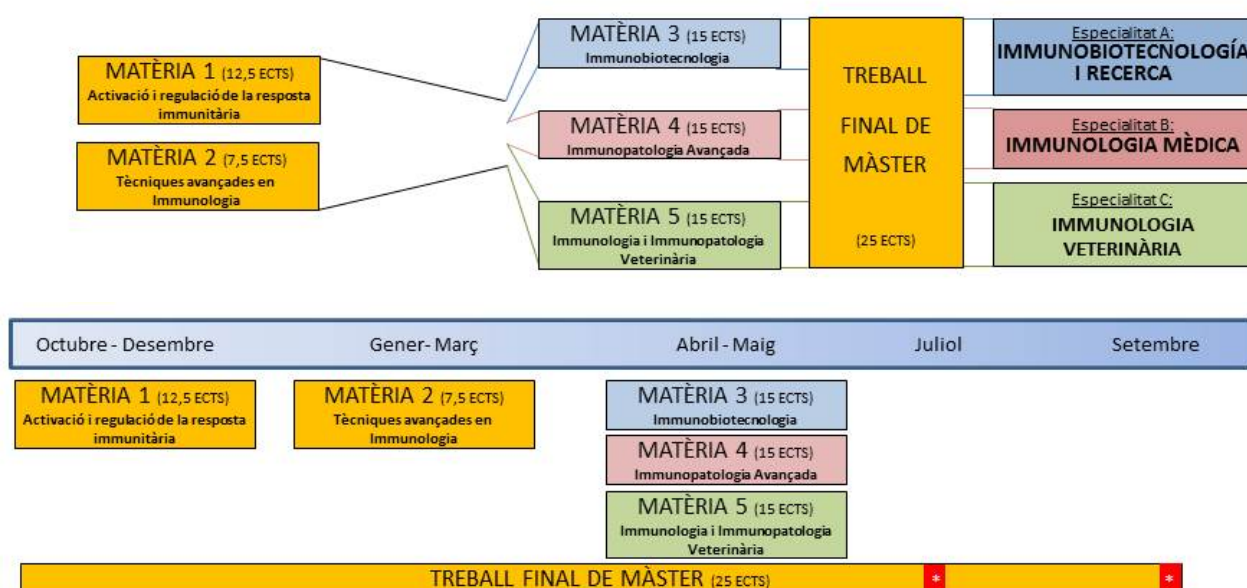 MATÈRIA 1 (12,5 ECTS)
Activació i regulació de la resposta
immunitària
MATÈRIA 2 (7,5 ECTS)
Tècniques avançades en
Immunologia
MATÈRIA 3 (15 ECTS)
Immunobiotecnologia
MATÈRIA 4 (15 ECTS)
Immunopatologia Avançada
MATÈRIA 5 (15 ECTS)
Immunologia i Immunopatologia
Veterinària
TREBALL
FINAL DE
MÀSTER
(25 ECTS)
Especialitat A:
IMMUNOBIOTECNOLOGÍA
I RECERCA
Especialitat B:
IMMUNOLOGIA MÈDICA
Especialitat C:
IMMUNOLOGIA
VETERINÀRIA
Octubre - Desembre
Gener- Març
Abril - Maig
Juliol
Setembre
MATÈRIA 1 (12,5 ECTS)
Activació i regulació de la resposta
immunitària
MATÈRIA 2 (7,5 ECTS)
Tècniques avançades en
Immunologia
MATÈRIA 3 (15 ECTS)
Immunobiotecnologia
MATÈRIA 4 (15 ECTS)
Immunopatologia Avançada
MATÈRIA 5 (15 ECTS)
Immunologia i Immunopatologia
Veterinària
TREBALL FINAL DE MÀSTER (25 ECTS) * *